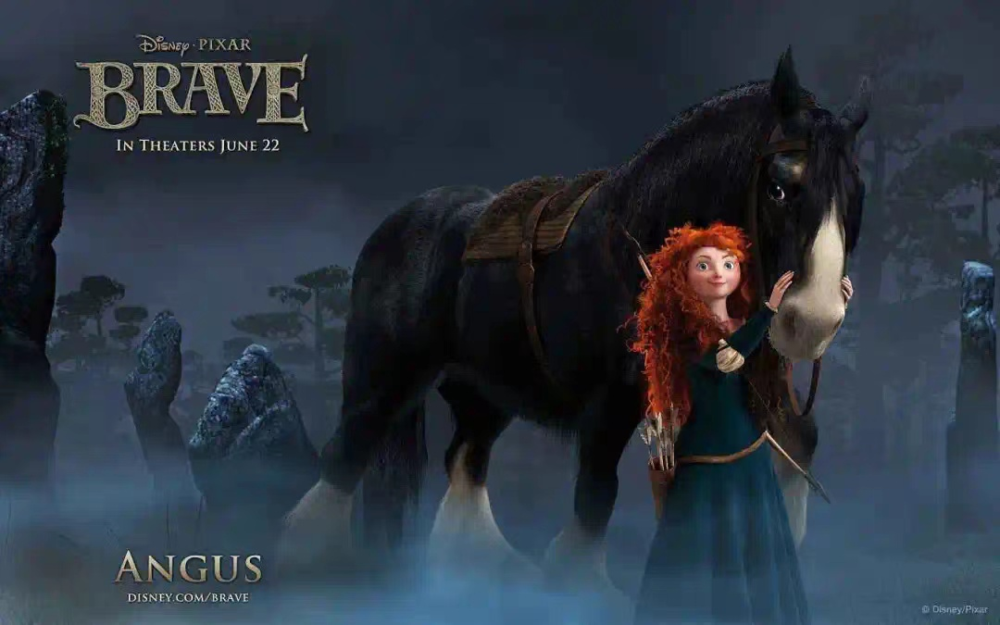 Disney · PIXAR
BRAVE
IN THEATERS JUNE 22
ANGUS
DISNEY.COM/BRAVE
© Disney/Pixar